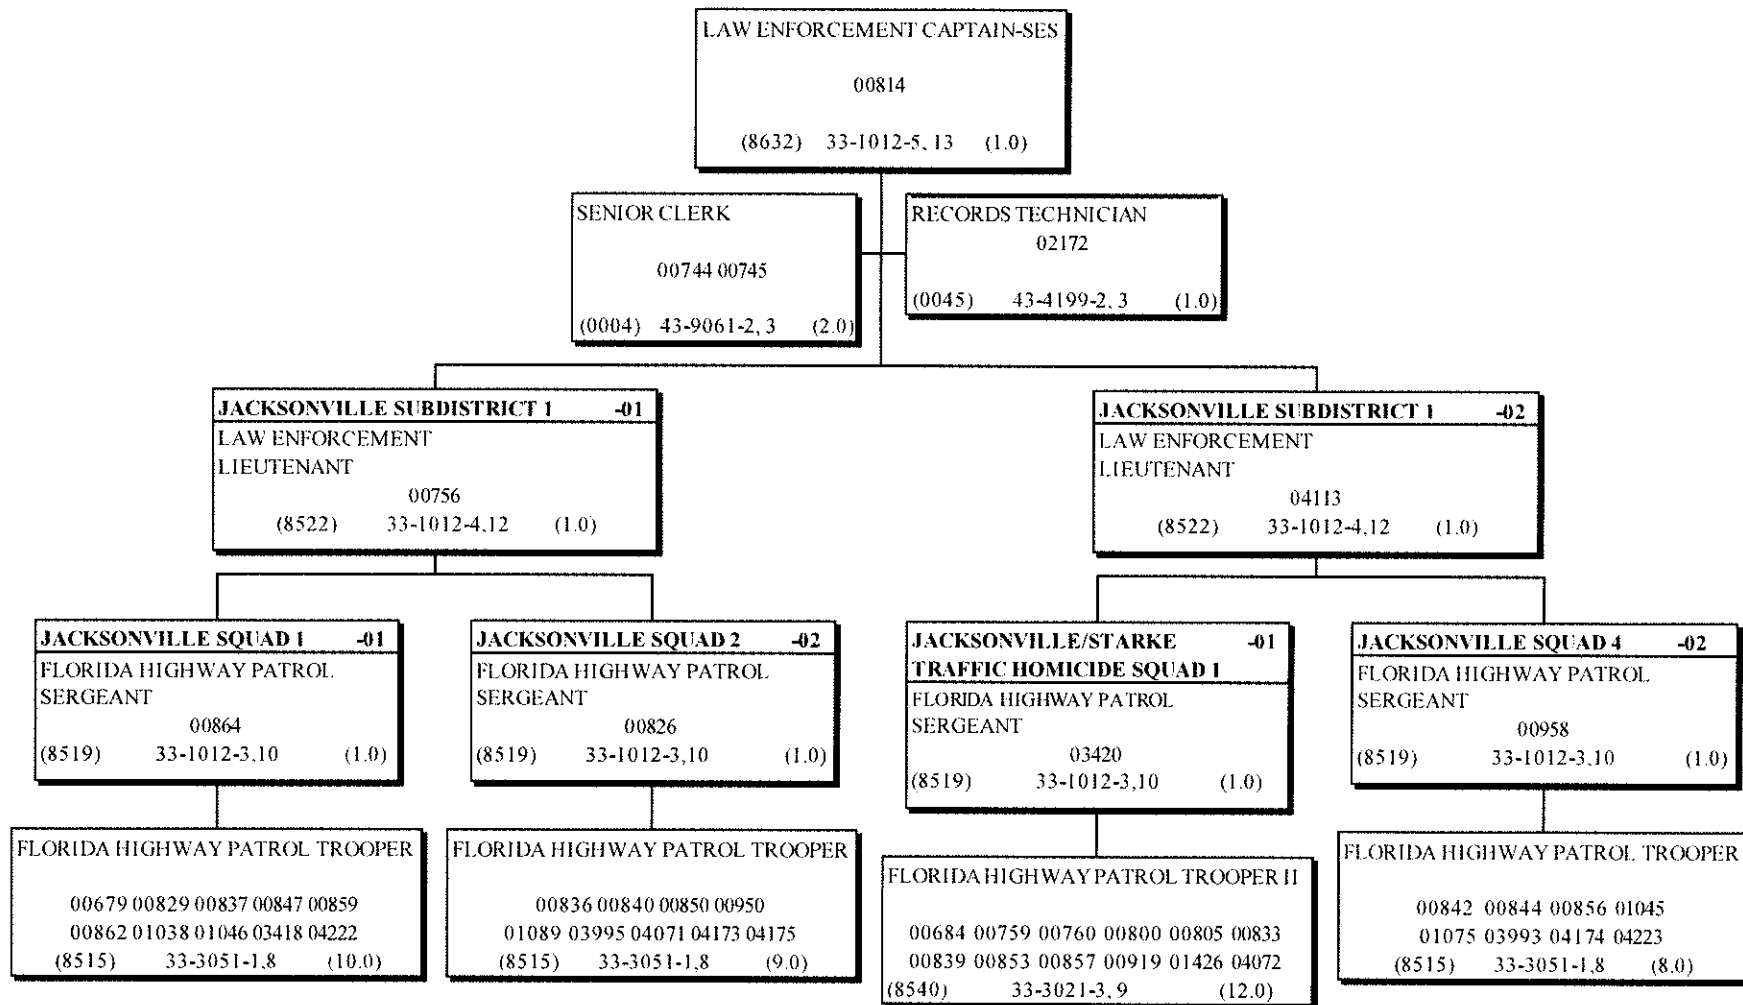 LAW ENFORCEMENT CAPTAIN-SES
00814
(8632) 33-1012-5, 13 (1.0)
SENIOR CLERK
00744 00745
(0004) 43-9061-2, 3 (2.0)
RECORDS TECHNICIAN
02172
(0045) 43-4199-2, 3 (1.0)
JACKSONVILLE SUBDISTRICT 1 -01
LAW ENFORCEMENT
LIEUTENANT
00756
(8522) 33-1012-4,12 (1.0)
JACKSONVILLE SUBDISTRICT 1 -02
LAW ENFORCEMENT
LIEUTENANT
04113
(8522) 33-1012-4,12 (1.0)
JACKSONVILLE SQUAD 1 -01
FLORIDA HIGHWAY PATROL
SERGEANT
00864
(8519) 33-1012-3,10 (1.0)
JACKSONVILLE SQUAD 2 -02
FLORIDA HIGHWAY PATROL
SERGEANT
00826
(8519) 33-1012-3,10 (1.0)
JACKSONVILLE/STARKE -01
TRAFFIC HOMICIDE SQUAD 1
FLORIDA HIGHWAY PATROL
SERGEANT
03420
(8519) 33-1012-3,10 (1.0)
JACKSONVILLE SQUAD 4 -02
FLORIDA HIGHWAY PATROL
SERGEANT
00958
(8519) 33-1012-3,10 (1.0)
FLORIDA HIGHWAY PATROL TROOPER
00679 00829 00837 00847 00859
00862 01038 01046 03418 04222
(8515) 33-3051-1,8 (10.0)
FLORIDA HIGHWAY PATROL TROOPER
00836 00840 00850 00950
01089 03995 04071 04173 04175
(8515) 33-3051-1,8 (9.0)
FLORIDA HIGHWAY PATROL TROOPER II
00684 00759 00760 00800 00805 00833
00839 00853 00857 00919 01426 04072
(8540) 33-3021-3, 9 (12.0)
FLORIDA HIGHWAY PATROL TROOPER
00842 00844 00856 01045
01075 03993 04174 04223
(8515) 33-3051-1,8 (8.0)